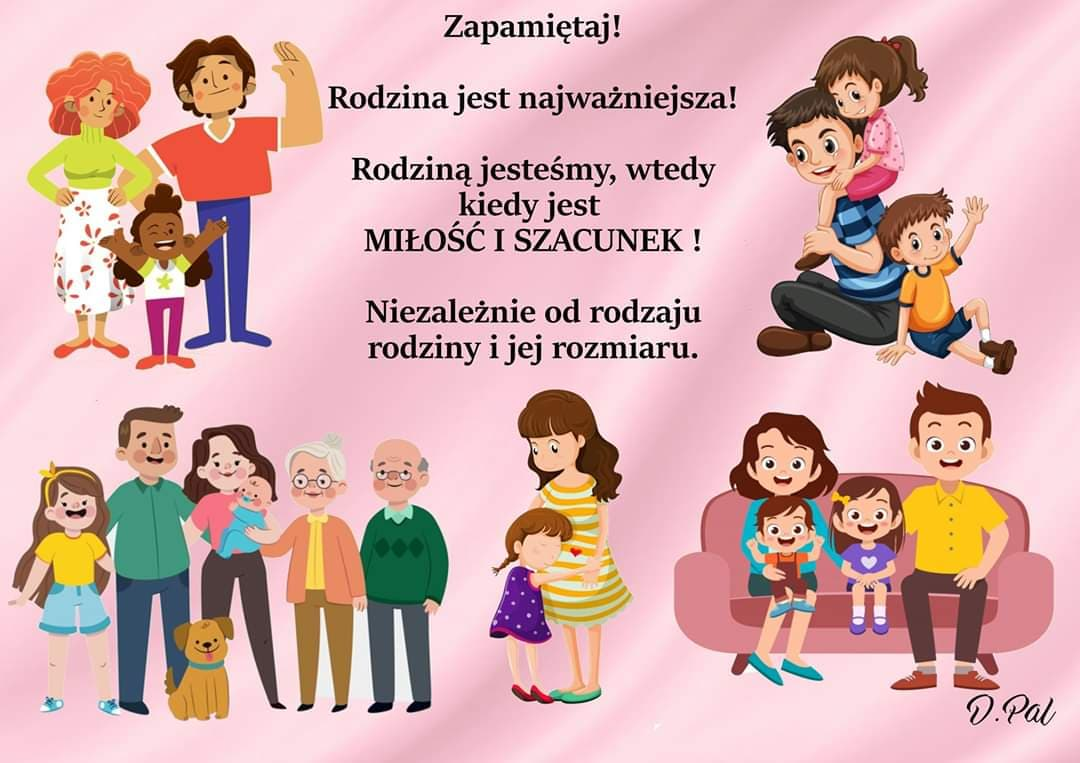 Zapamiętaj!
Rodzina jest najważniejsza!
Rodziną jesteśmy, wtedy
kiedy jest
MIŁOŚĆ I SZACUNEK !
Niezależnie od rodzaju
rodziny i jej rozmiaru.
D.Pal